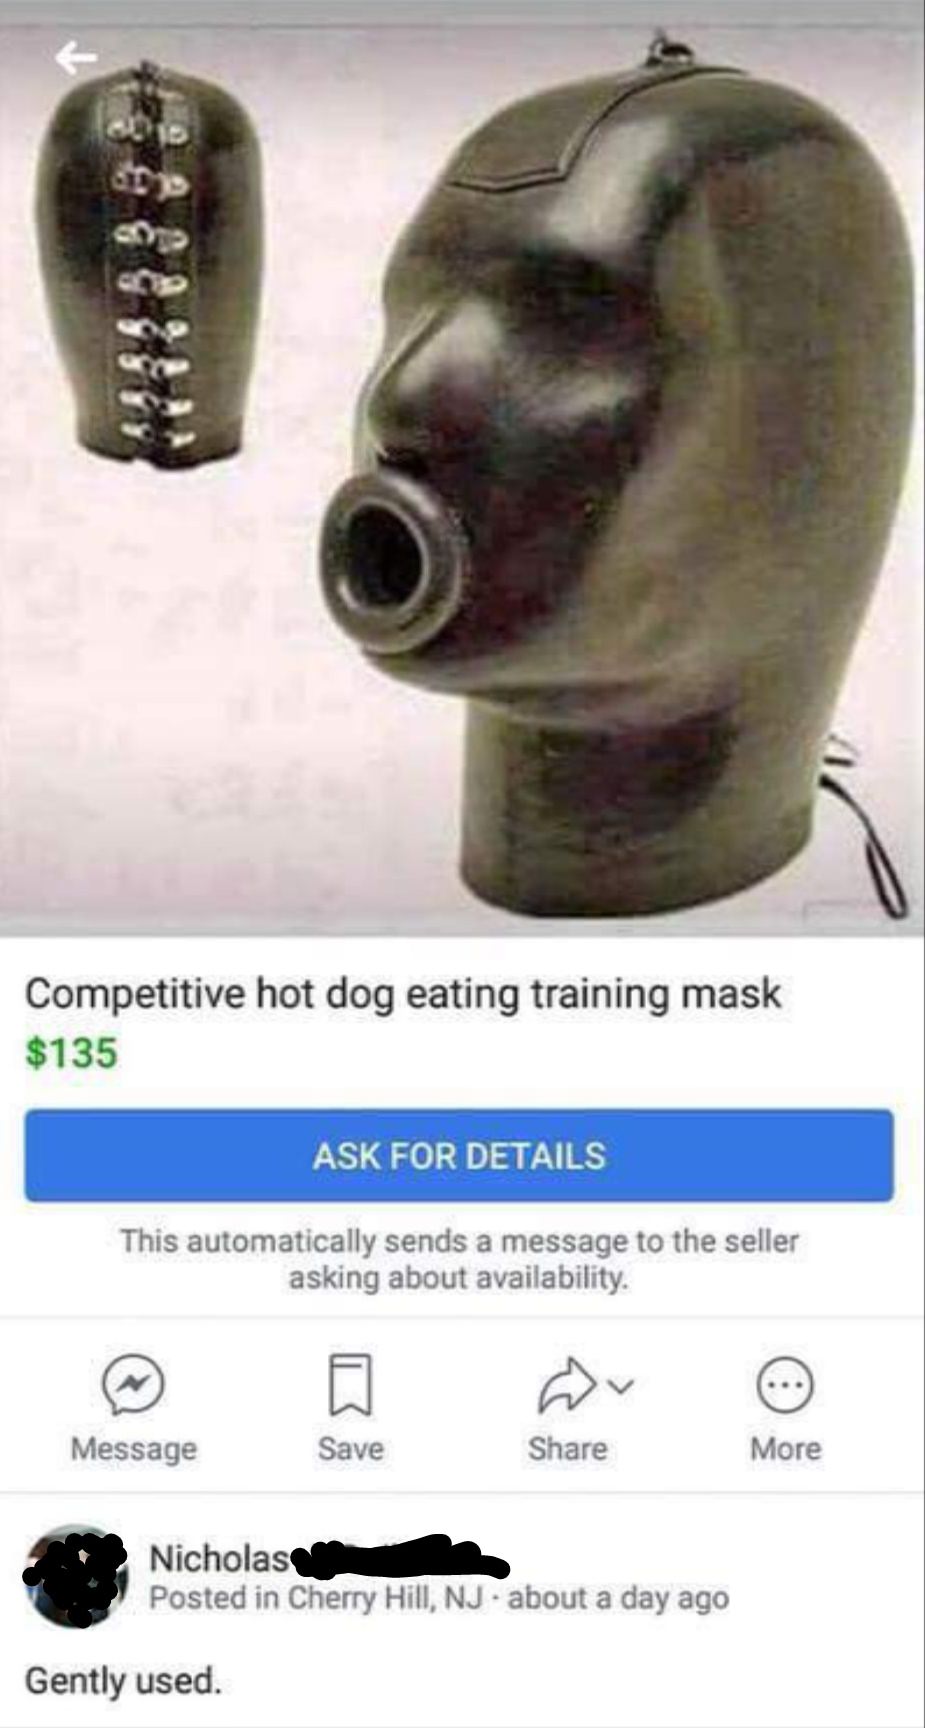 Competitive hot dog eating training mask
$135
ASK FOR DETAILS
This automatically sends a message to the seller
asking about availability.
Message
Save
Share
More
Nicholas
Posted in Cherry Hill, NJ · about a day ago
Gently used.